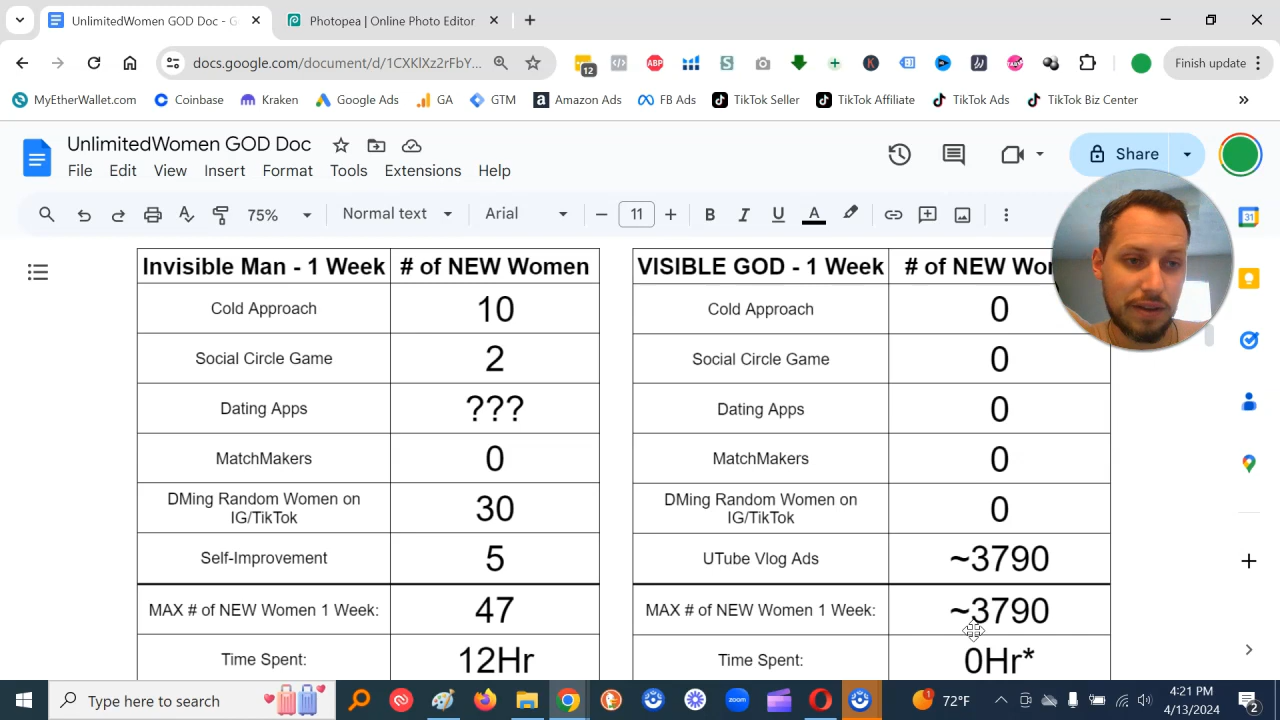 UnlimitedWomen GOD Doc - G
Photopea | Online Photo Editor
docs.google.com/document/d/1CXKlXz2rFbY...
12
ABP
Finish update
MyEtherWallet.com
Coinbase
Kraken
Google Ads
GA
GTM
Amazon Ads
FB Ads
TikTok Seller
TikTok Affiliate
TikTok Ads
TikTok Biz Center
UnlimitedWomen GOD Doc
File Edit View Insert Format Tools Extensions Help
Share
75% Normal text Arial 11 B I U A
31
Invisible Man - 1 Week # of NEW Women
Cold Approach 10
Social Circle Game 2
Dating Apps ???
MatchMakers 0
DMing Random Women on
IG/TikTok 30
Self-Improvement 5
MAX # of NEW Women 1 Week: 47
Time Spent: 12Hr
VISIBLE GOD - 1 Week # of NEW Wor
Cold Approach 0
Social Circle Game 0
Dating Apps 0
MatchMakers 0
DMing Random Women on
IG/TikTok 0
UTube Vlog Ads ~3790
MAX # of NEW Women 1 Week: ~3790
Time Spent: 0Hr*
Type here to search
zoom
1
72°F
4:21 PM
4/13/2024
2